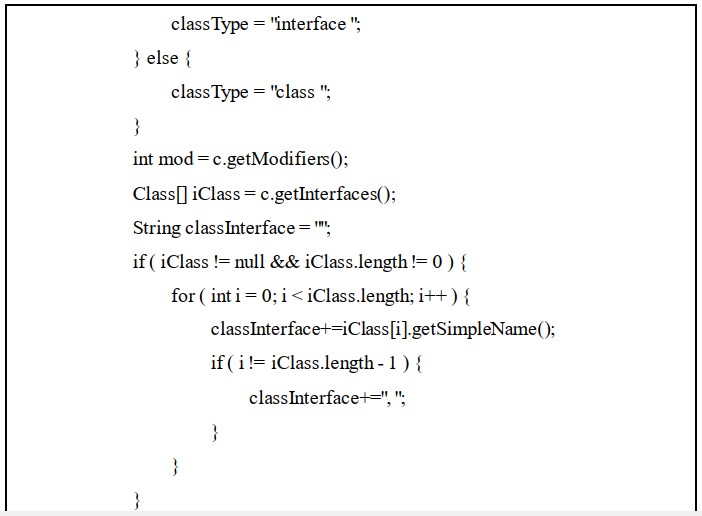 classType = "interface ";
} else {
classType = "class ";
}
int mod = c.getModifiers();
Class[] iClass = c.getInterfaces();
String classInterface = "";
if ( iClass != null && iClass.length != 0 ) {
for ( int i = 0; i < iClass.length; i++ ) {
classInterface+=iClass[i].getSimpleName();
if ( i != iClass.length - 1 ) {
classInterface+=", ";
}
}
}